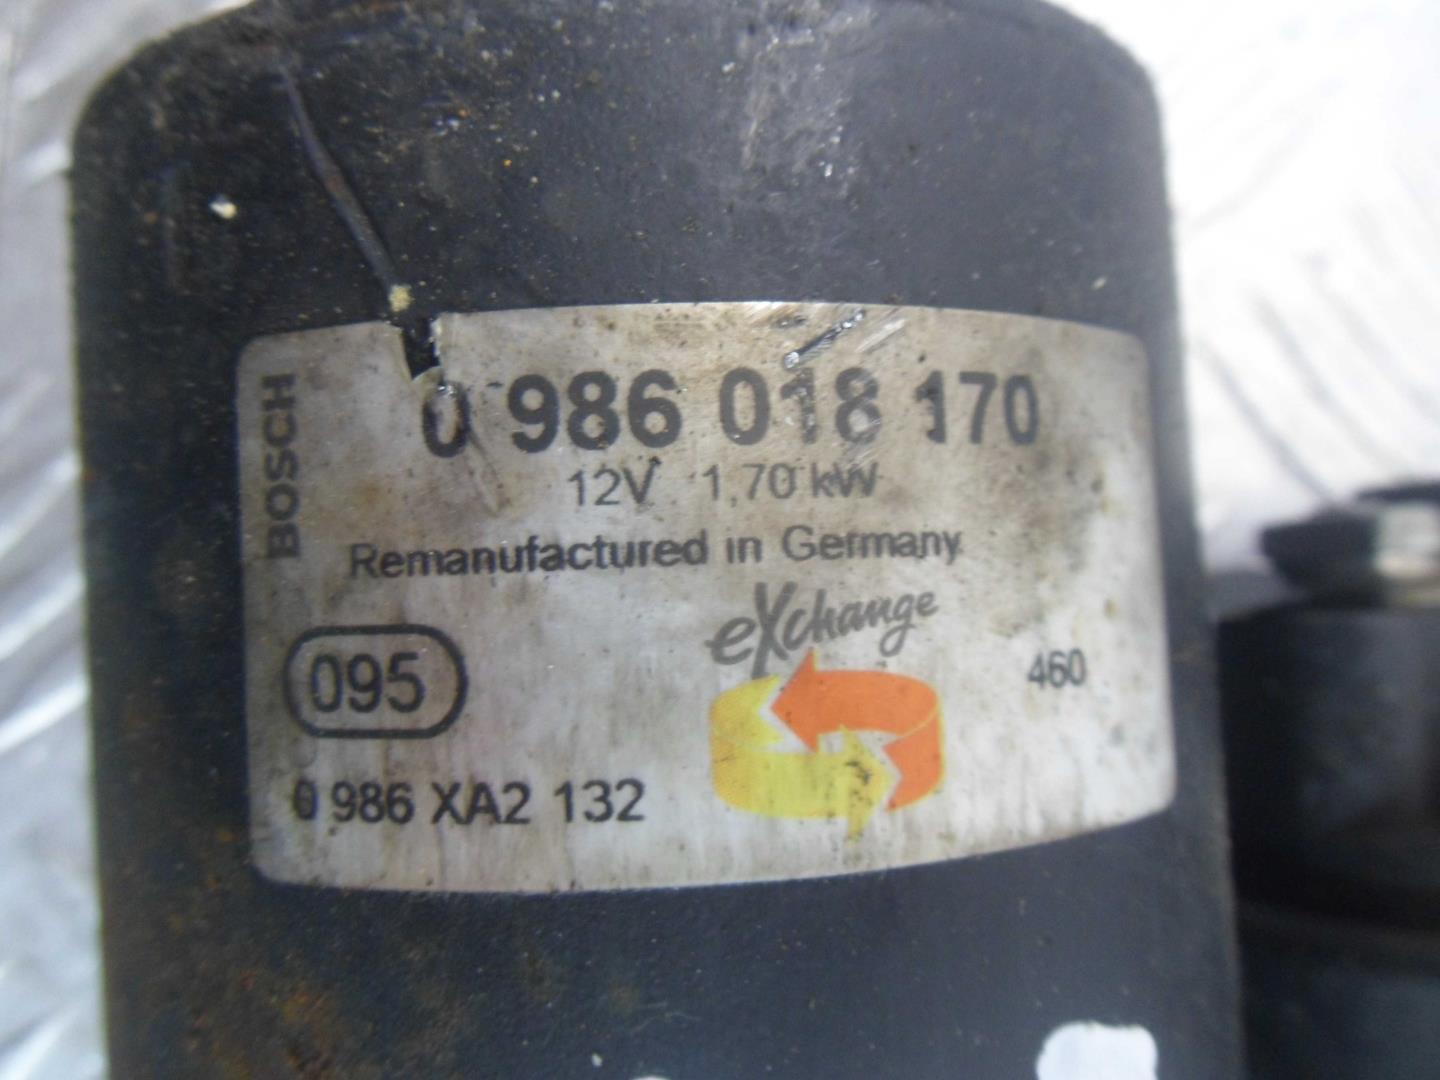 BOSCH
0 986 018 170
12V 1,70 kW
Remanufactured in Germany
eXchange
095
460
0 986 XA2 132